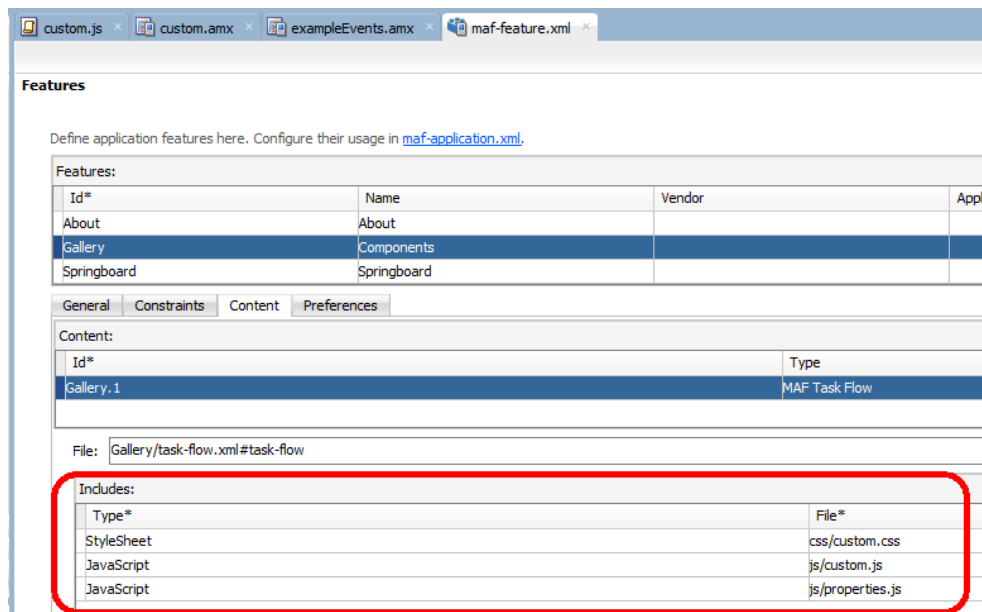 custom.js custom.amx exampleEvents.amx maf-feature.xml
Features
Define application features here. Configure their usage in maf-application.xml.
Features:
Id* Name Vendor Appl
About About
Gallery Components
Springboard Springboard
General Constraints Content Preferences
Content:
Id* Type
Gallery.1 MAF Task Flow
File: Gallery/task-flow.xml#task-flow
Includes:
Type* File*
StyleSheet css/custom.css
JavaScript js/custom.js
JavaScript js/properties.js